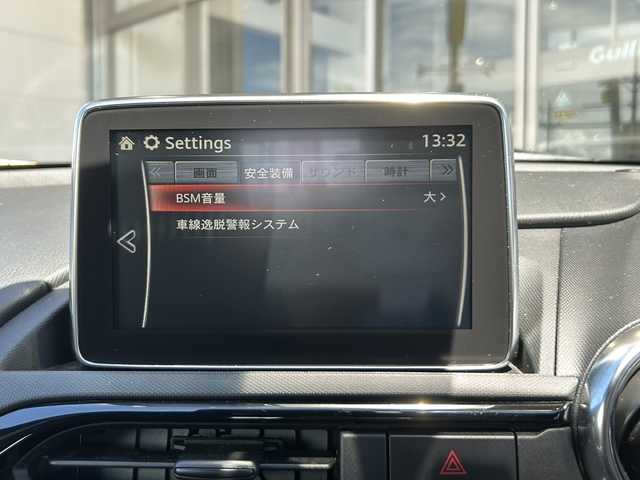 Gull
Settings 13:32
画面 安全装備 サウンド 時計
BSM音量 大
車線逸脱警報システム